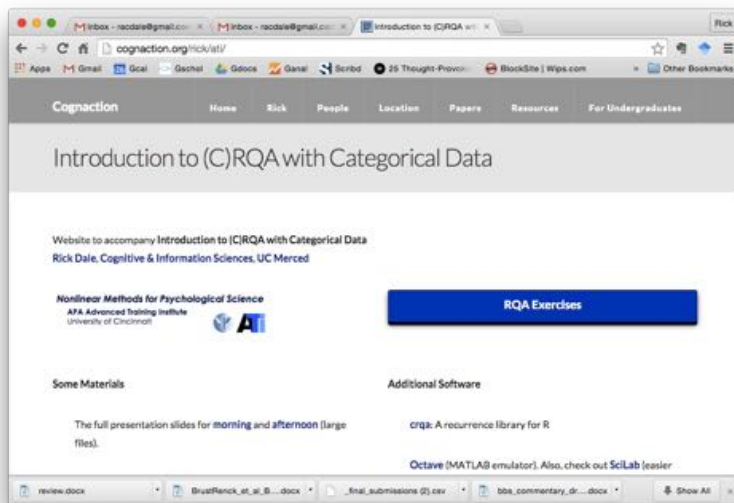 Inbox - racdale@gmail.com
Inbox - racdale@gmail.com
Introduction to (C)RQA wit
Rick
cognaction.org/rick/ati/
Apps Gmail Gcal Gschol Gdocs Ganal Scribd 26 Thought-Provoki BlockSite | Wips.com » Other Bookmarks
Cognaction Home Rick People Location Papers Resources For Undergraduates
Introduction to (C)RQA with Categorical Data
Website to accompany Introduction to (C)RQA with Categorical Data
Rick Dale, Cognitive & Information Sciences, UC Merced
Nonlinear Methods for Psychological Science
APA Advanced Training Institute
University of Cincinnati
ATi
RQA Exercises
Some Materials
Additional Software
The full presentation slides for morning and afternoon (large
files).
crqa: A recurrence library for R
Octave (MATLAB emulator). Also, check out SciLab (easier
review.docx BrustRenck_et_al_B....docx _final_submissions (2).csv bbs_commentary_dr....docx Show All